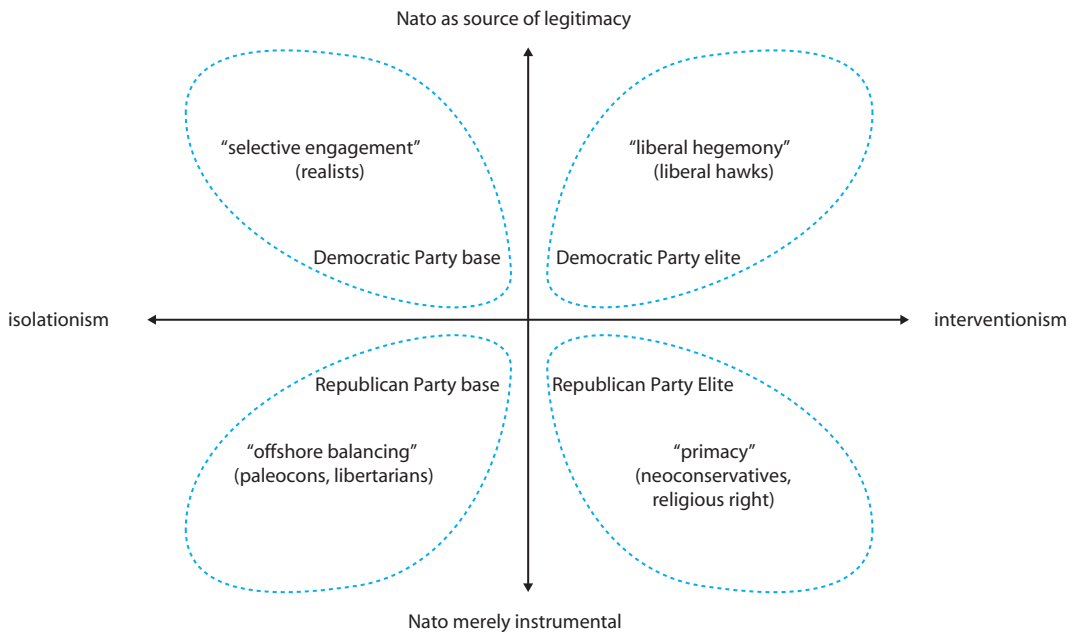 Nato as source of legitimacy
“selective engagement”
(realists)
“liberal hegemony”
(liberal hawks)
Democratic Party base
Democratic Party elite
isolationism
interventionism
Republican Party base
Republican Party Elite
“offshore balancing”
(paleocons, libertarians)
“primacy”
(neoconservatives,
religious right)
Nato merely instrumental